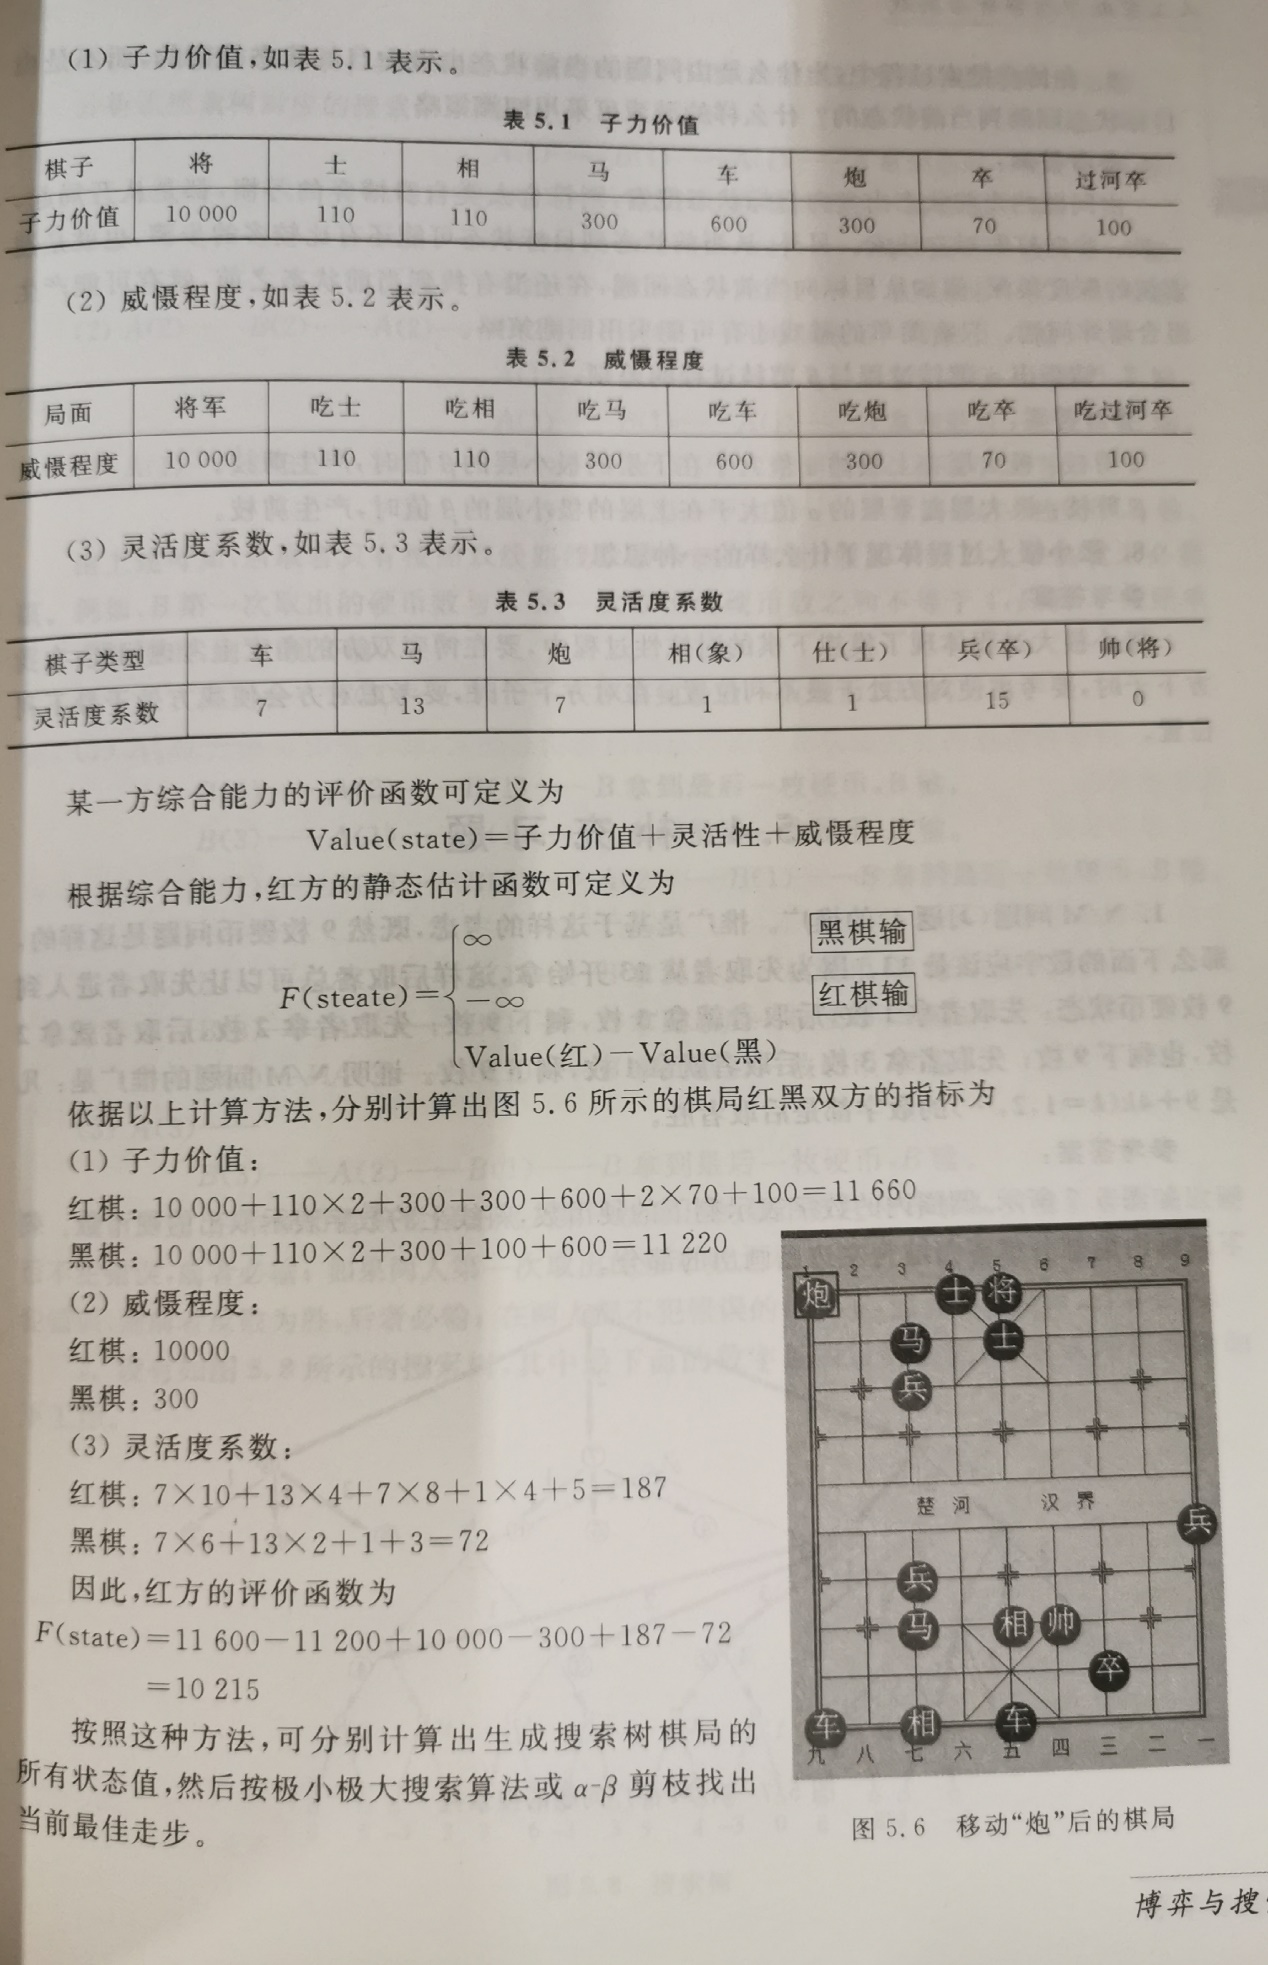 (1) 子力价值,如表 5.1 表示。
表 5.1 子力价值
棋子 将 士 相 马 车 炮 卒 过河卒
子力价值 10 000 110 110 300 600 300 70 100
(2) 威慑程度,如表 5.2 表示。
表 5.2 威慑程度
局面 将军 吃士 吃相 吃马 吃车 吃炮 吃卒 吃过河卒
威慑程度 10 000 110 110 300 600 300 70 100
(3) 灵活度系数,如表 5.3 表示。
表 5.3 灵活度系数
棋子类型 车 马 炮 相(象) 仕(士) 兵(卒) 帅(将)
灵活度系数 7 13 7 1 1 15 0
某一方综合能力的评价函数可定义为
Value(state)=子力价值+灵活性+威慑程度
根据综合能力,红方的静态估计函数可定义为
∞ 黑棋输
F(steate)= −∞ 红棋输
Value(红)−Value(黑)
依据以上计算方法,分别计算出图 5.6 所示的棋局红黑双方的指标为
(1) 子力价值:
红棋: 10 000+110×2+300+300+600+2×70+100=11 660
黑棋: 10 000+110×2+300+100+600=11 220
(2) 威慑程度:
红棋: 10000
黑棋: 300
(3) 灵活度系数:
红棋: 7×10+13×4+7×8+1×4+5=187
黑棋: 7×6+13×2+1+3=72
因此,红方的评价函数为
F(state)=11 600−11 200+10 000−300+187−72
=10 215
按照这种方法,可分别计算出生成搜索树棋局的
所有状态值,然后按极小极大搜索算法或 α-β 剪枝找出
当前最佳走步。
1 2 3 4 5 6 7 8 9
炮 士 将
马 士
兵
楚 河 汉 界
兵
兵
马 相 帅
卒
车 相 车
九 八 七 六 五 四 三 二 一
图 5.6 移动“炮”后的棋局
博弈与搜